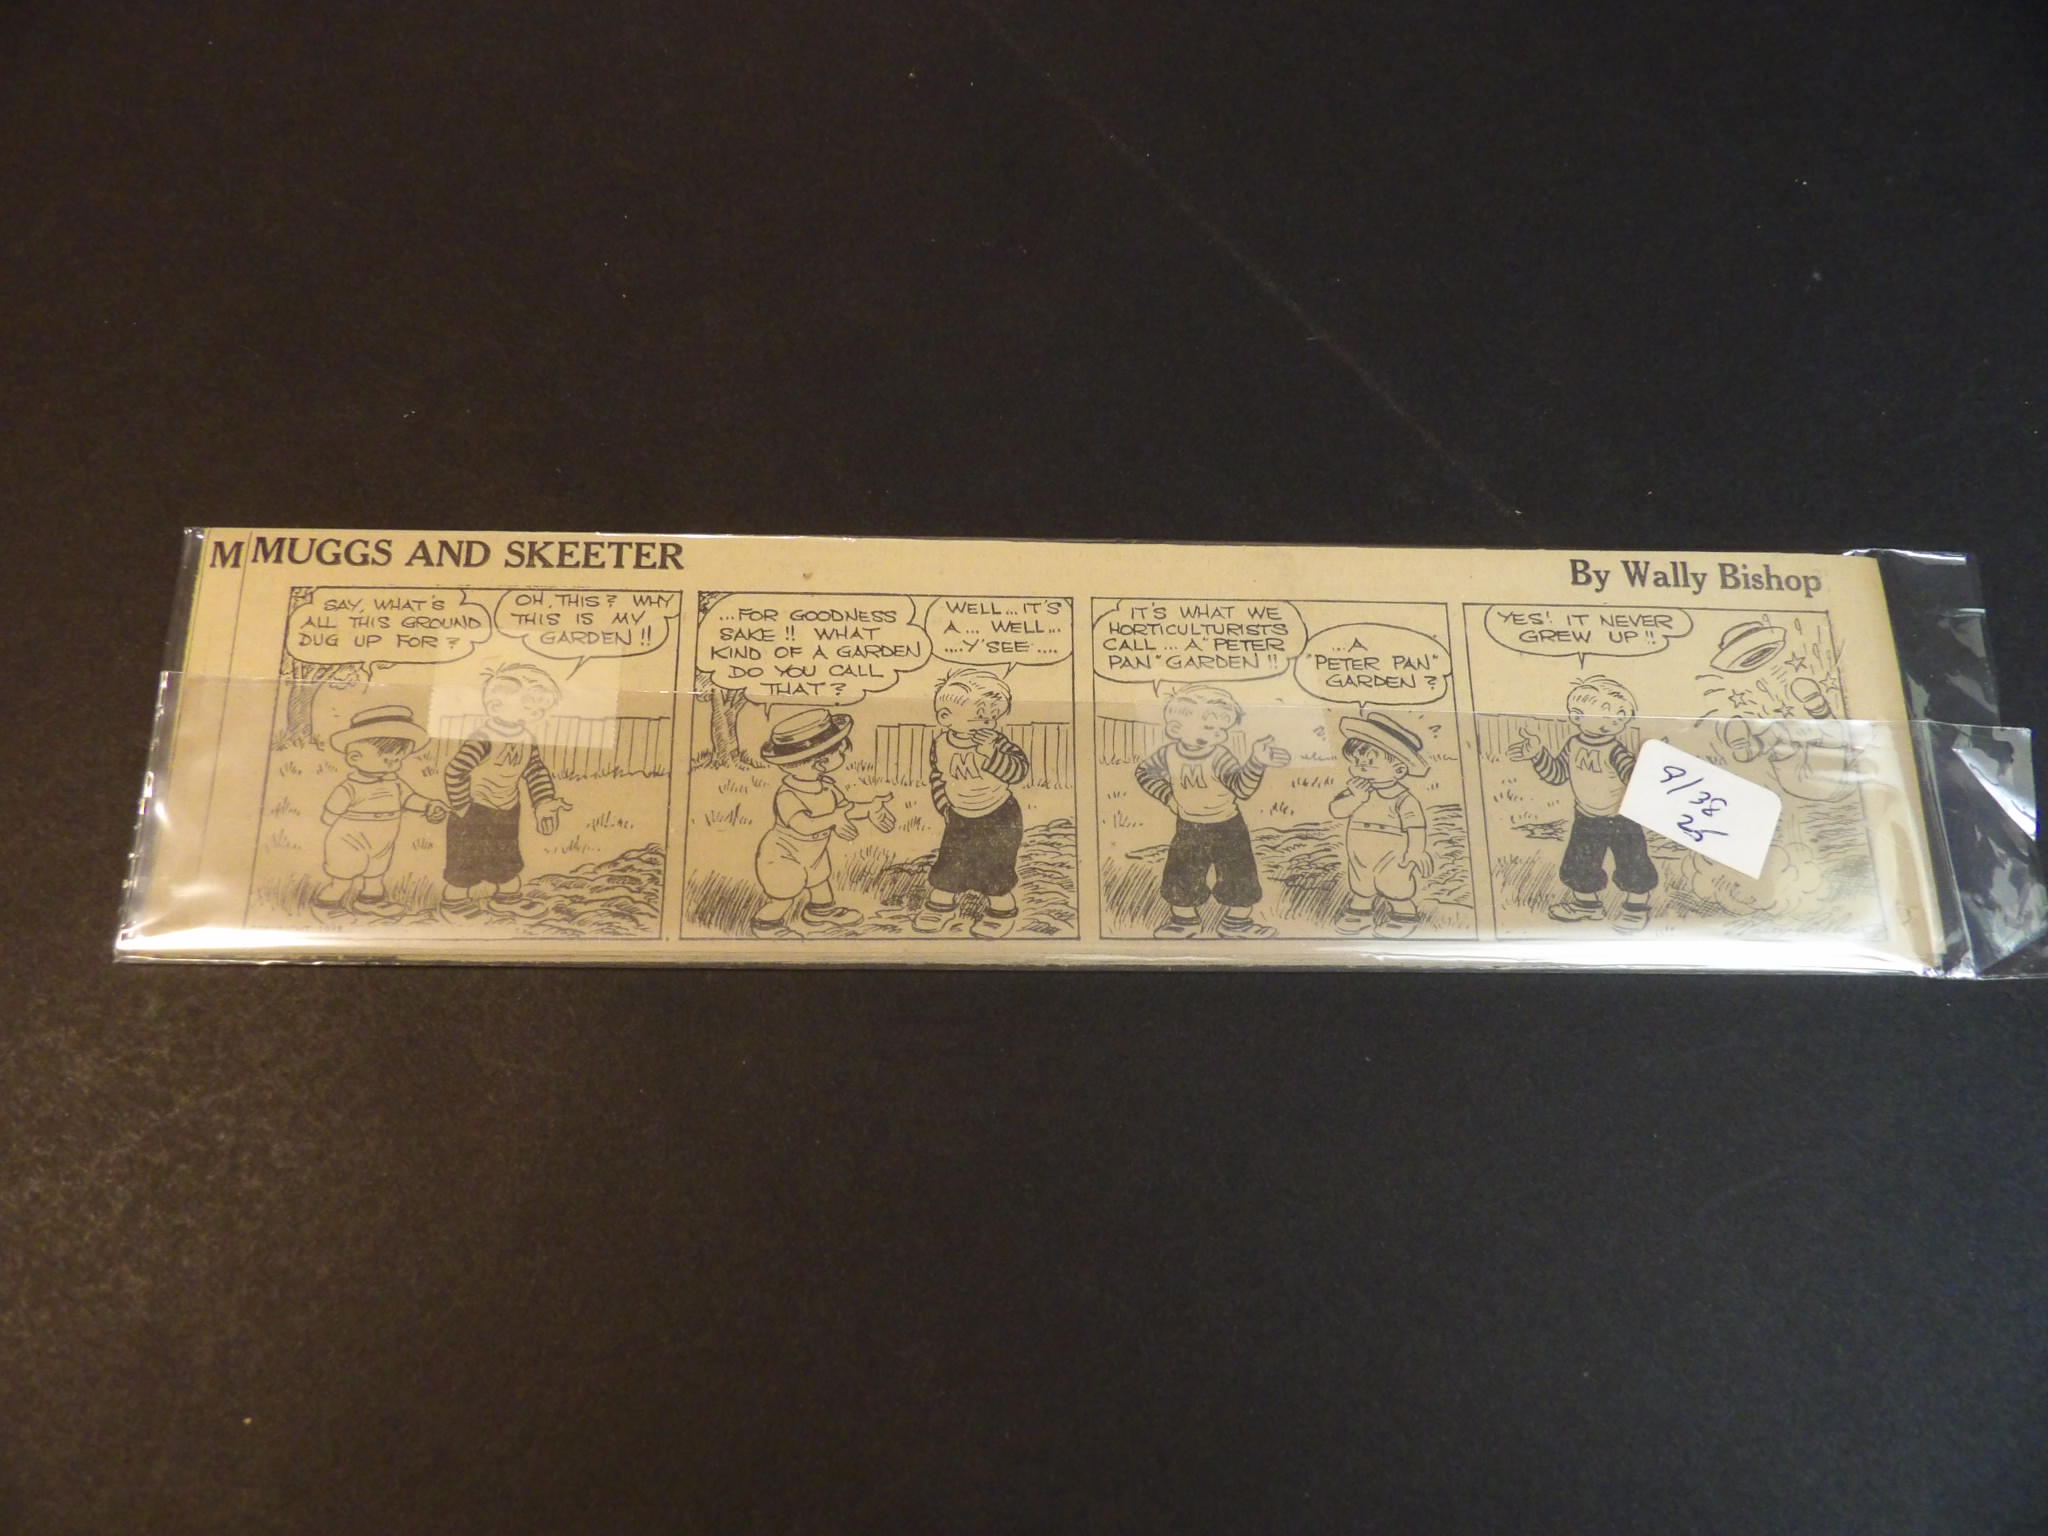 M MUGGS AND SKEETER
By Wally Bishop
SAY, WHAT'S
ALL THIS GROUND
DUG UP FOR?
OH, THIS? WHY
THIS IS MY
GARDEN!!
...FOR GOODNESS
SAKE!! WHAT
KIND OF A GARDEN
DO YOU CALL
THAT?
WELL...IT'S
A... WELL...
....Y'SEE....
IT'S WHAT WE
HORTICULTURISTS
CALL... A "PETER
PAN" GARDEN!!
...A
"PETER PAN"
GARDEN?
YES! IT NEVER
GREW UP!!
M
M
M
? ?
M
9/38
26